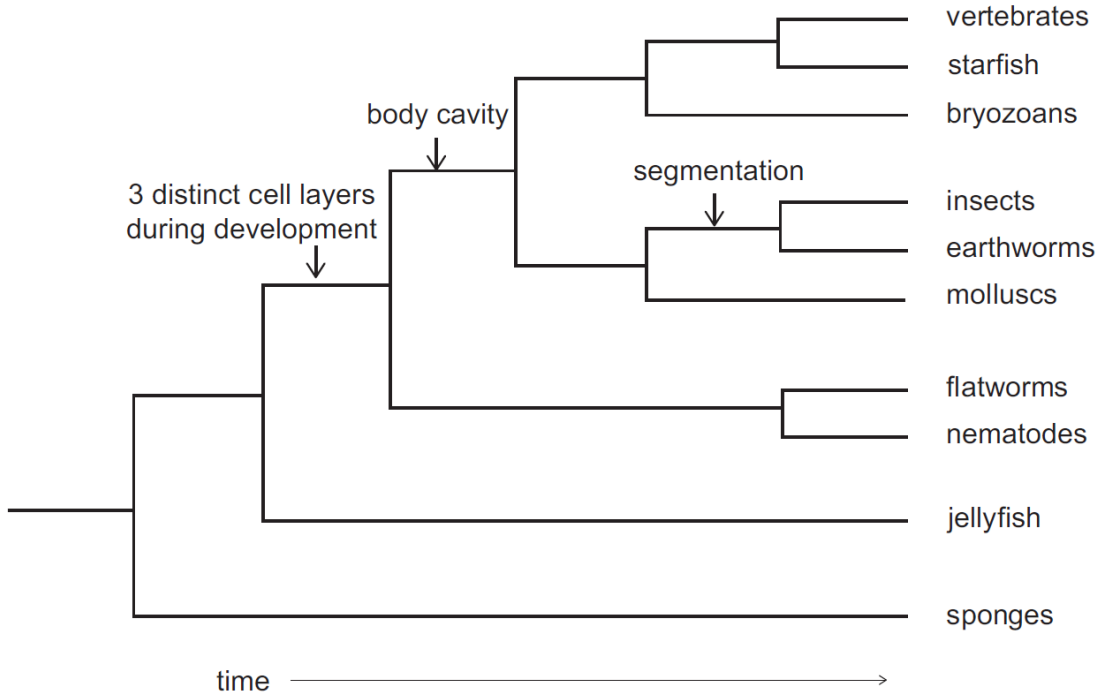 vertebrates
starfish
body cavity
bryozoans
segmentation
3 distinct cell layers
during development
insects
earthworms
molluscs
flatworms
nematodes
jellyfish
sponges
time